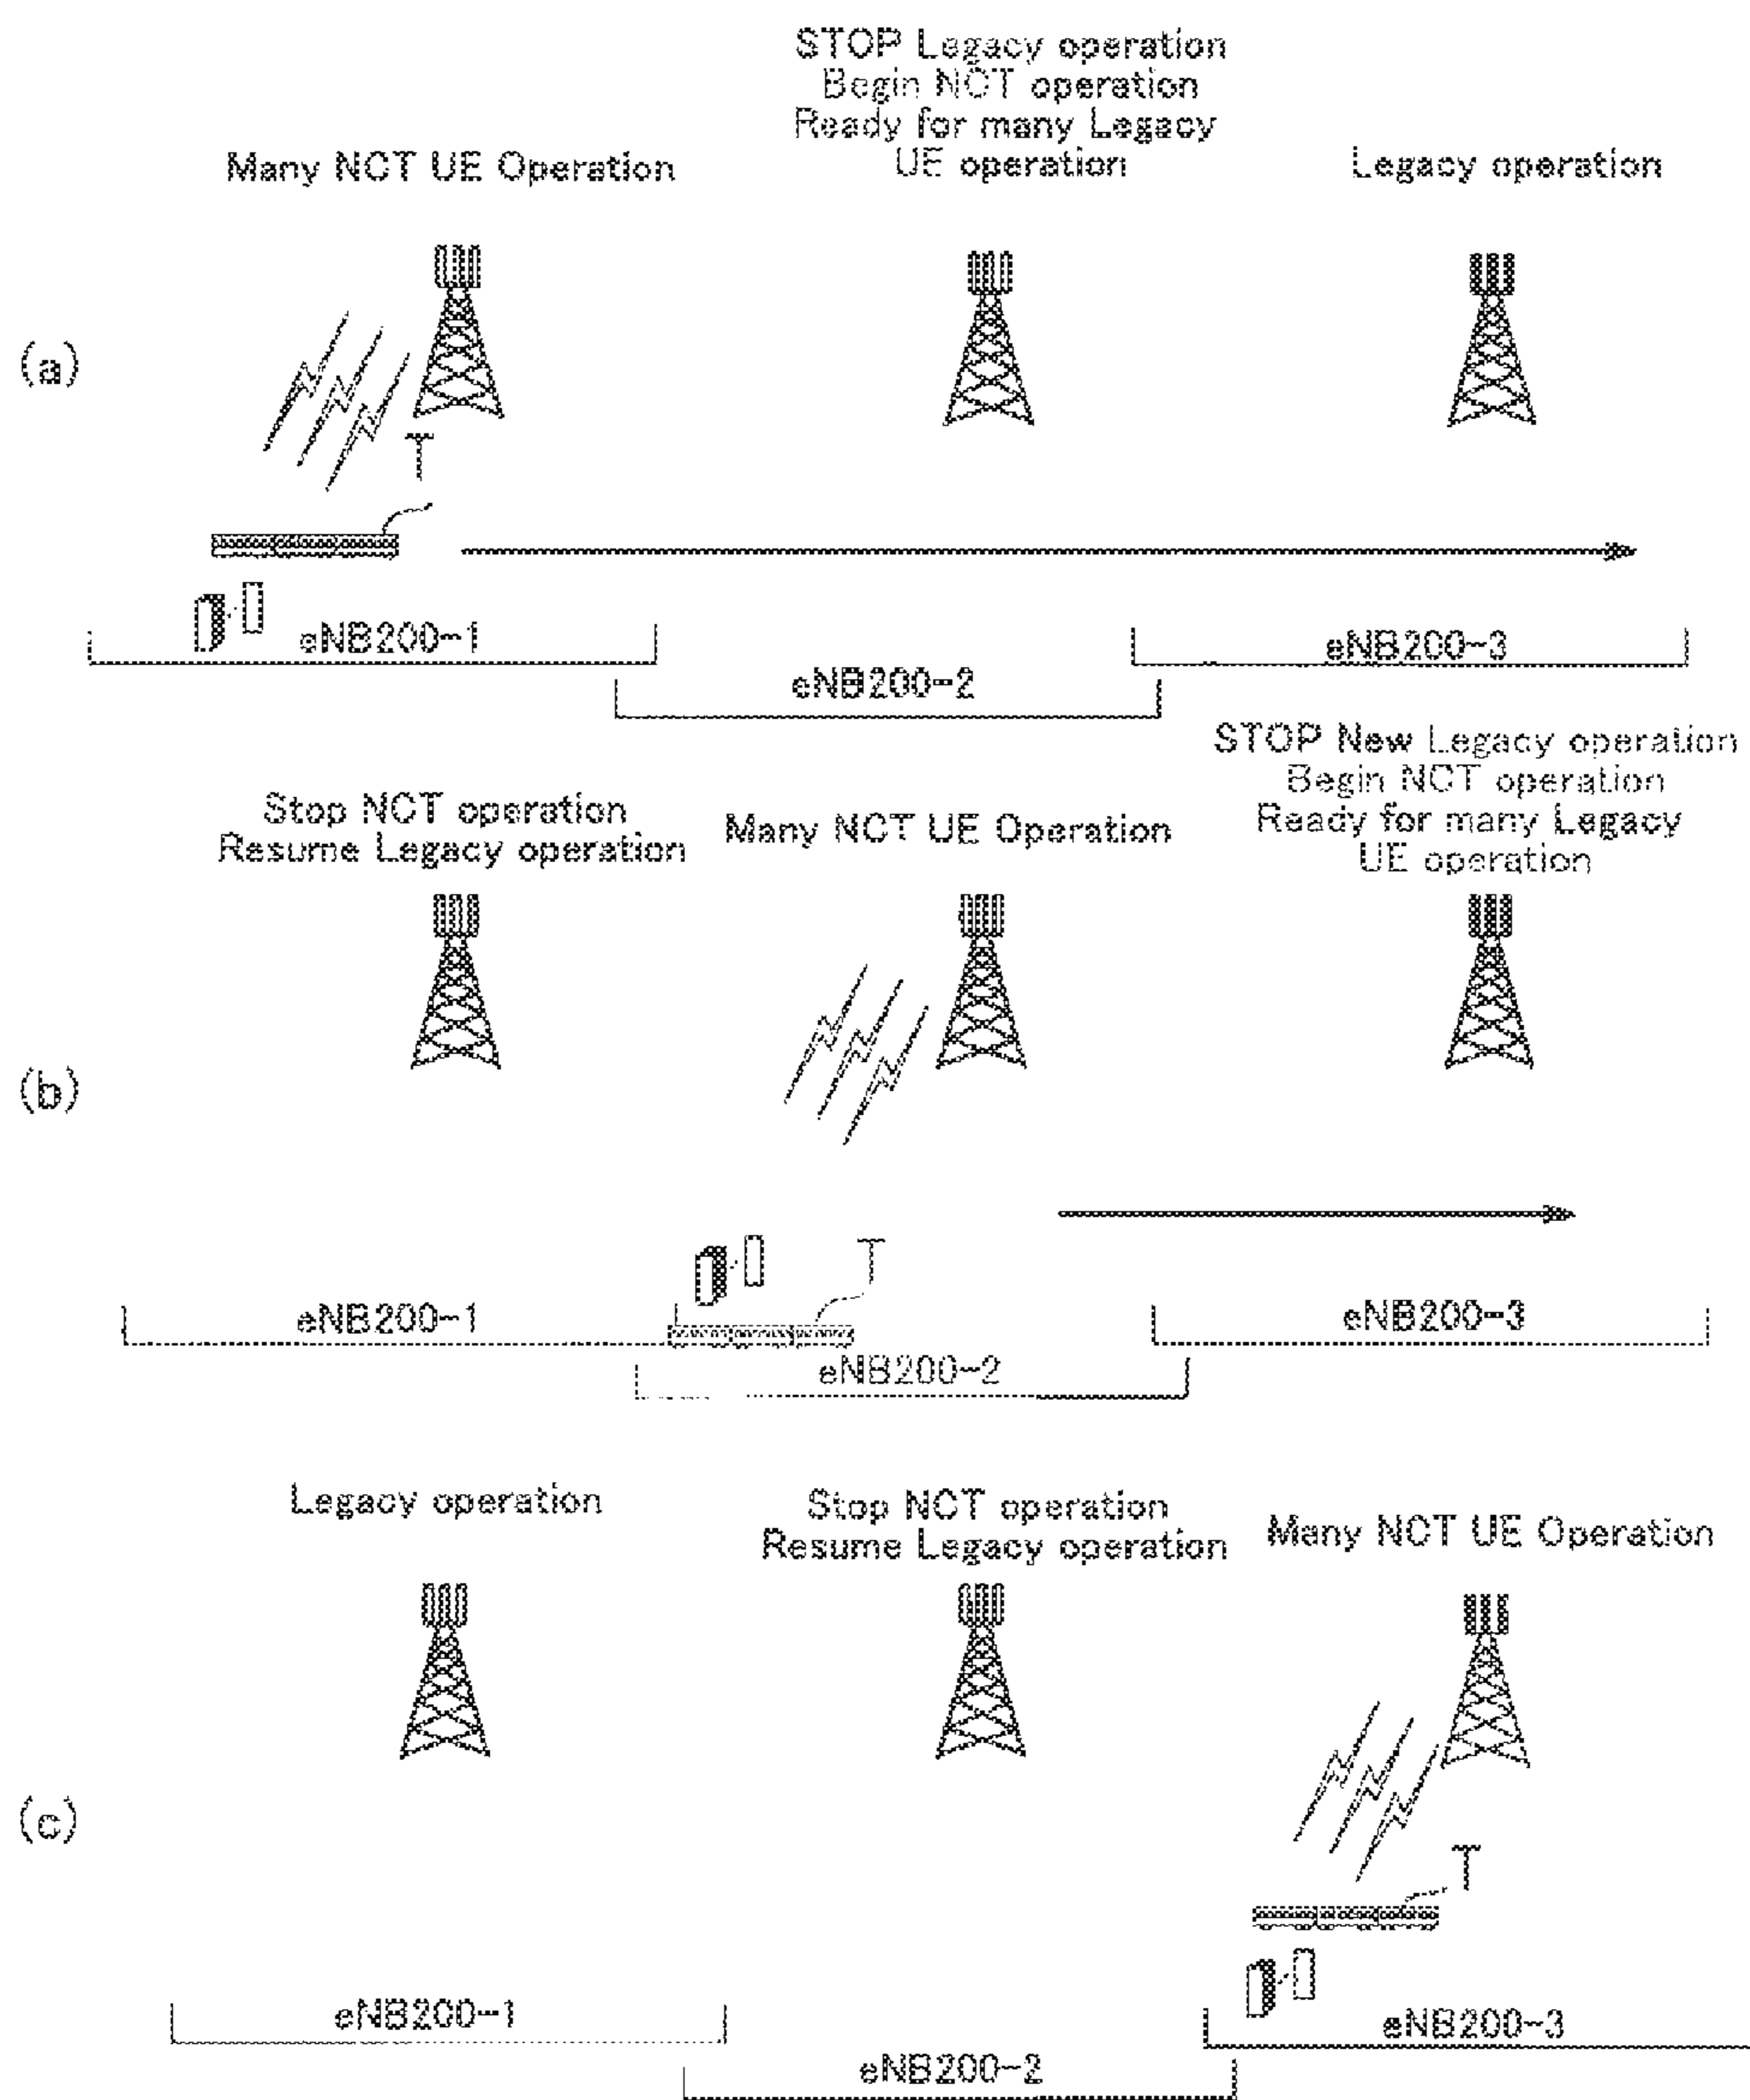 STOP Legacy operation
Begin NCT operation
Ready for many Legacy
UE operation
Many NCT UE Operation
Legacy operation
(a)
T
eNB200-1
eNB200-2
eNB200-3
STOP New Legacy operation
Begin NCT operation
Ready for many Legacy
UE operation
Stop NCT operation
Resume Legacy operation
Many NCT UE Operation
(b)
T
eNB200-1
eNB200-2
eNB200-3
Legacy operation
Stop NCT operation
Resume Legacy operation
Many NCT UE Operation
(c)
T
eNB200-1
eNB200-2
eNB200-3